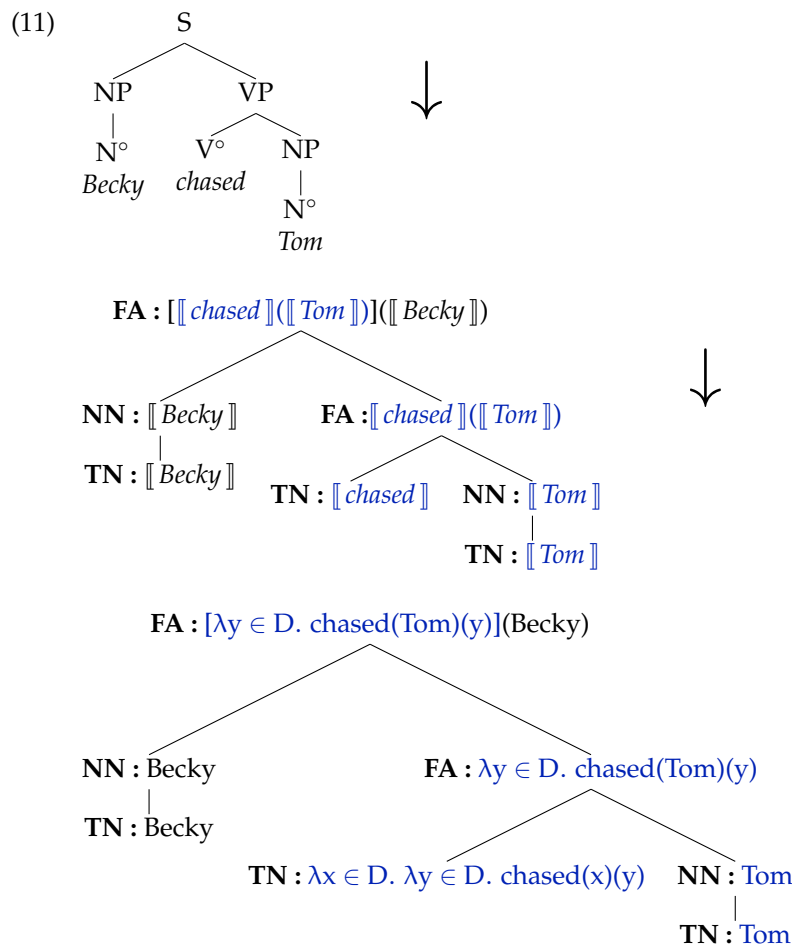 (11) S
NP VP
N° V° NP
Becky chased
N°
Tom
FA : [⟦ chased ⟧(⟦ Tom ⟧)](⟦ Becky ⟧)
NN : ⟦ Becky ⟧ FA :⟦ chased ⟧(⟦ Tom ⟧)
TN : ⟦ Becky ⟧
TN : ⟦ chased ⟧ NN : ⟦ Tom ⟧
TN : ⟦ Tom ⟧
FA : [λy ∈ D. chased(Tom)(y)](Becky)
NN : Becky FA : λy ∈ D. chased(Tom)(y)
TN : Becky
TN : λx ∈ D. λy ∈ D. chased(x)(y) NN : Tom
TN : Tom